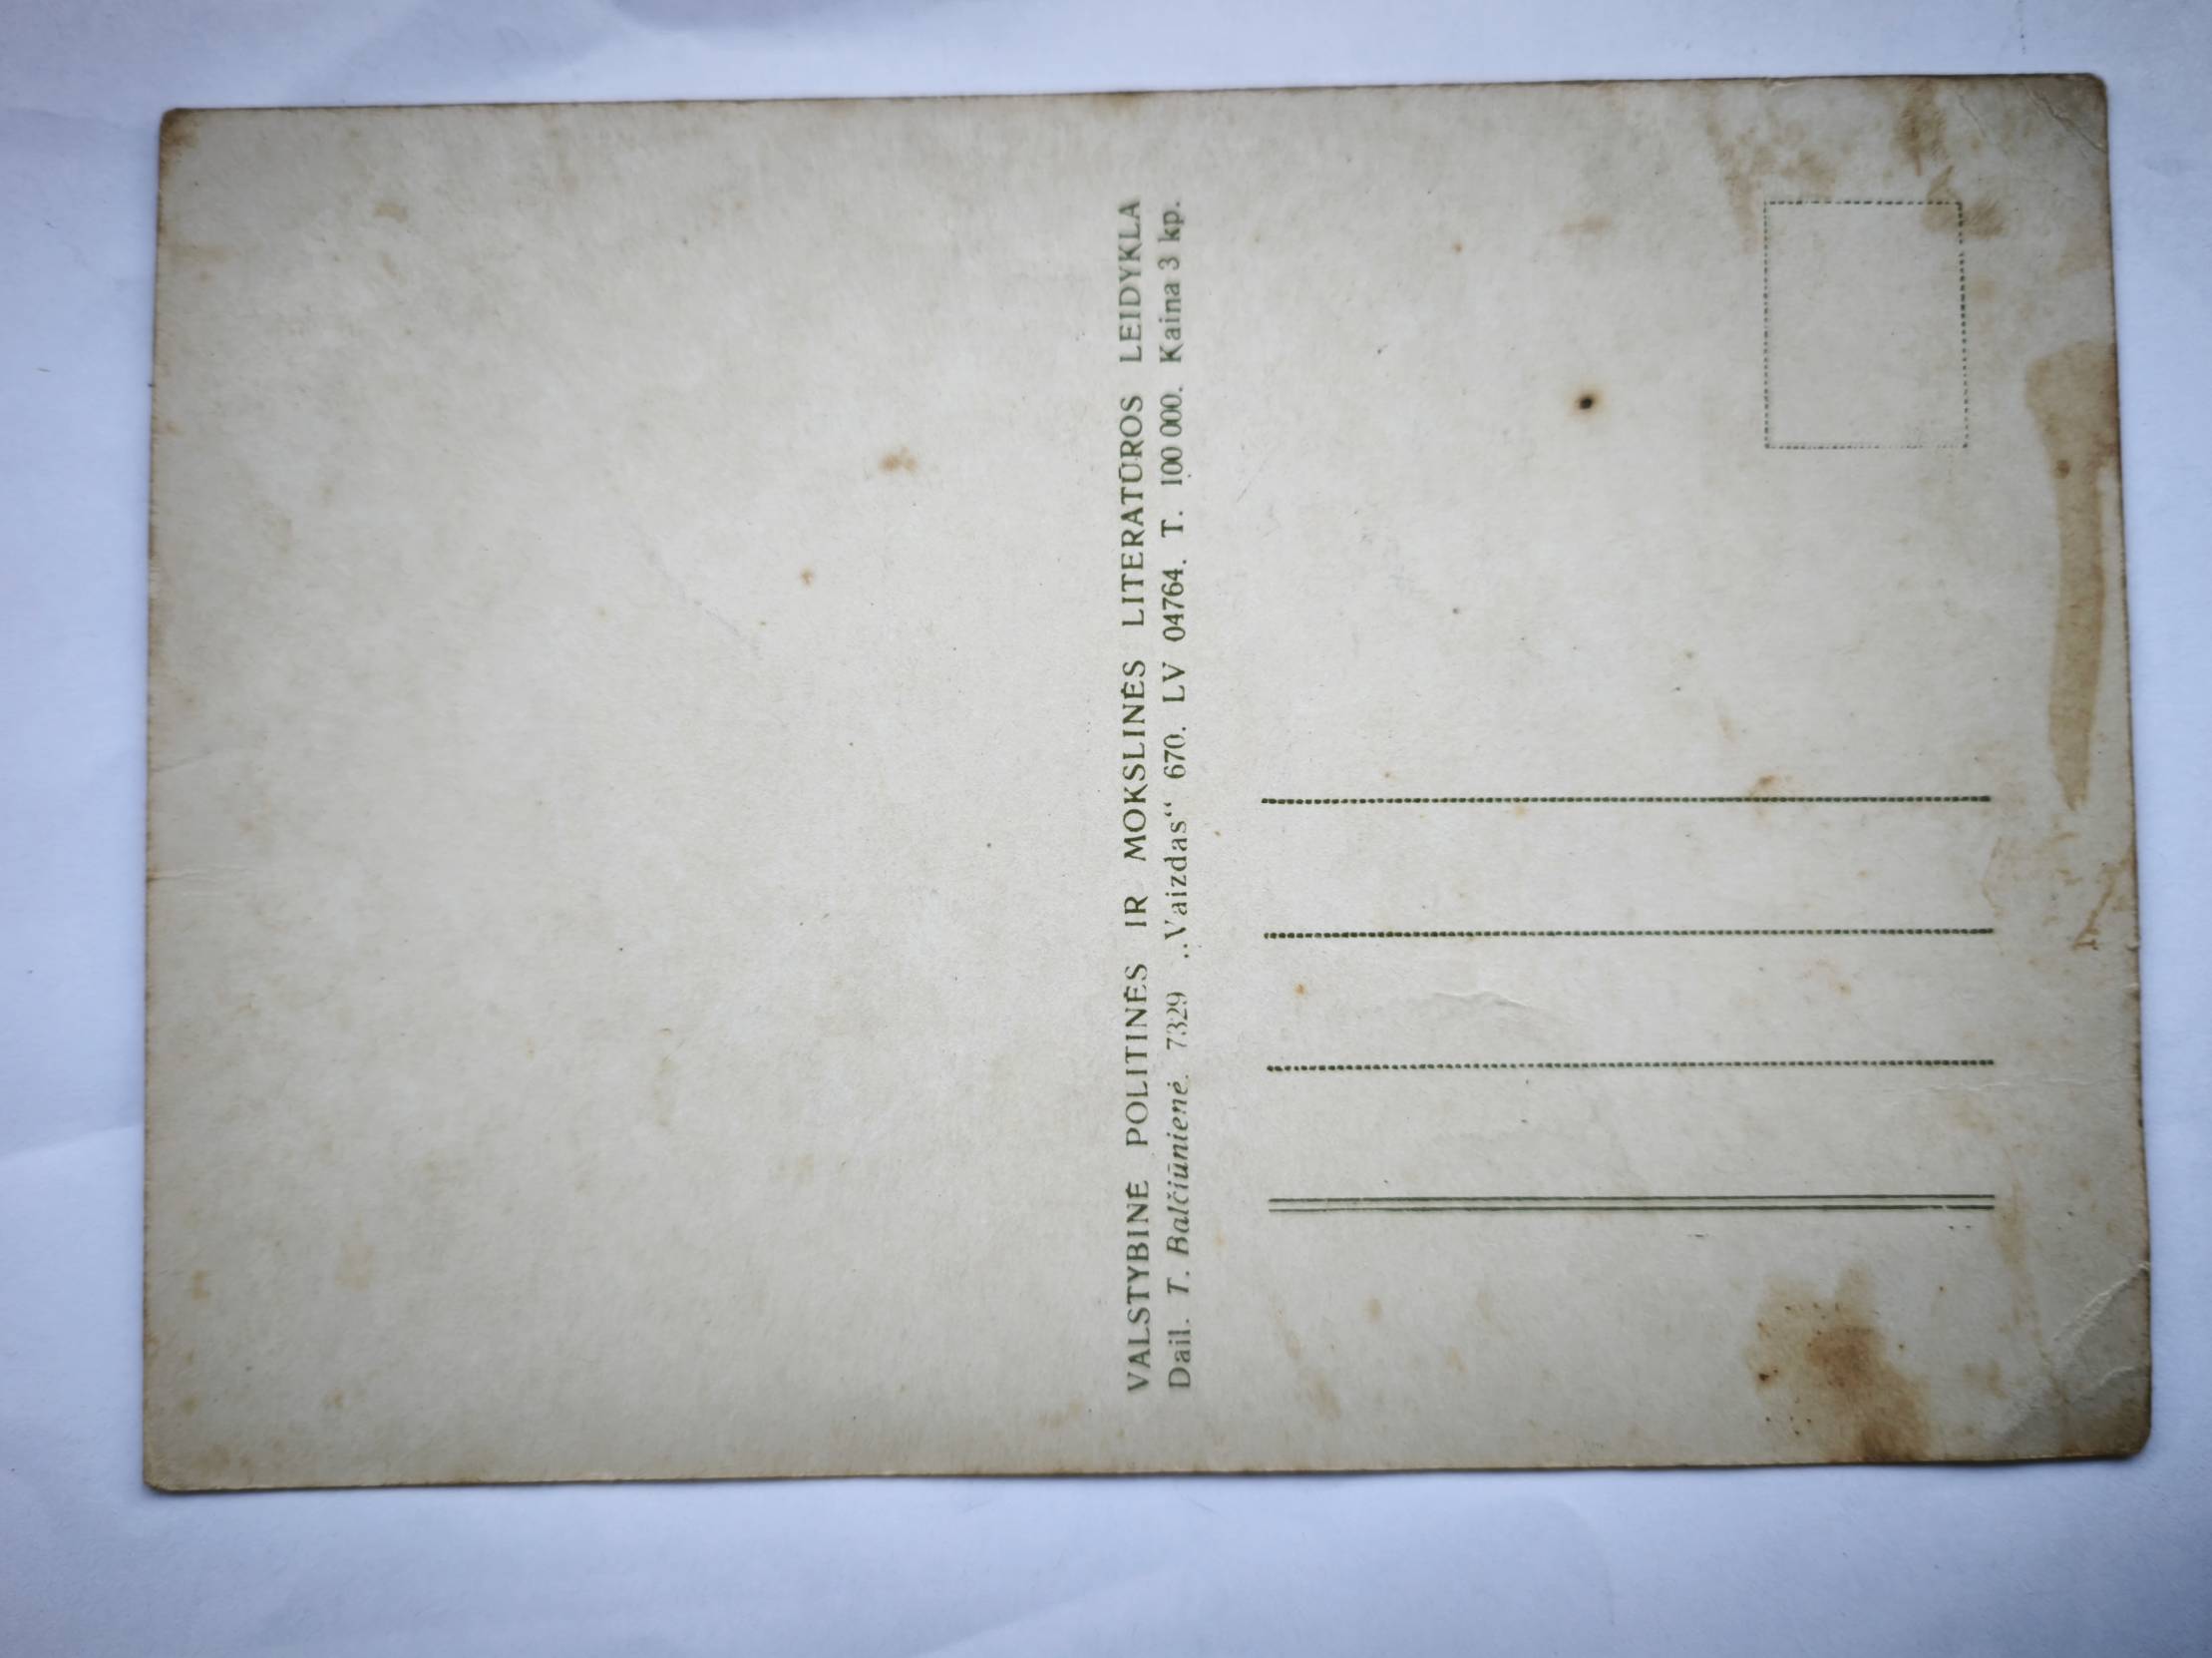 VALSTYBINĖ POLITINĖS IR MOKSLINĖS LITERATŪROS LEIDYKLA
Dail. T. Balčiūnienė. 7329 „Vaizdas“ 670. LV 04764. T. 100 000. Kaina 3 kp.